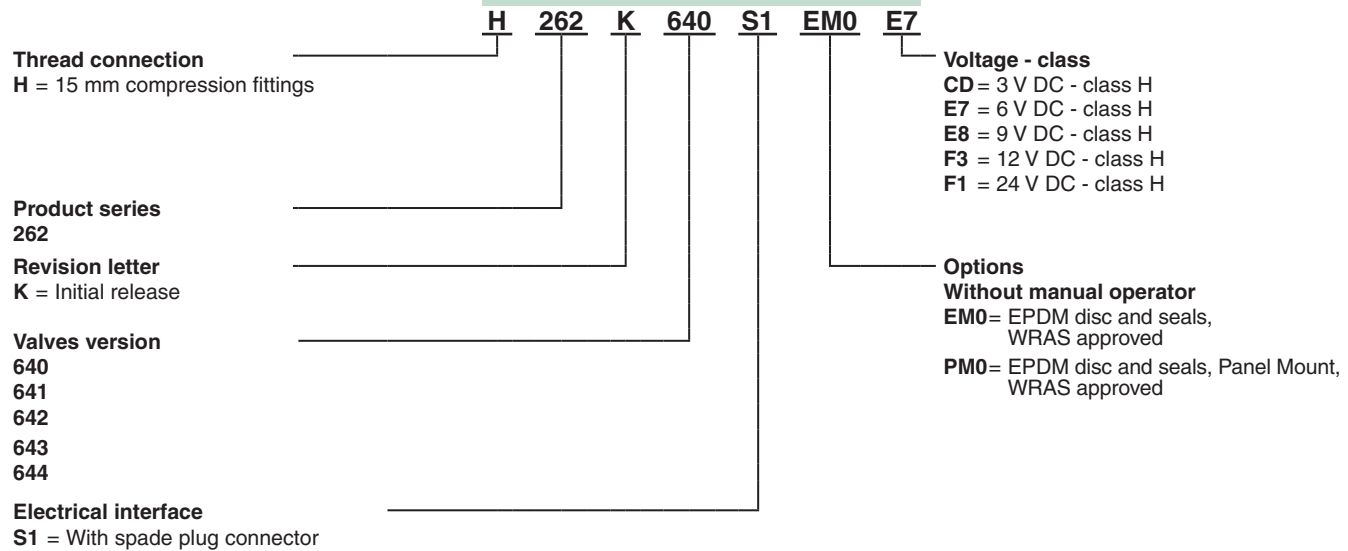 H 262 K 640 S1 EM0 E7
Thread connection
H = 15 mm compression fittings
Product series
262
Revision letter
K = Initial release
Valves version
640
641
642
643
644
Electrical interface
S1 = With spade plug connector
Voltage - class
CD = 3 V DC - class H
E7 = 6 V DC - class H
E8 = 9 V DC - class H
F3 = 12 V DC - class H
F1 = 24 V DC - class H
Options
Without manual operator
EM0= EPDM disc and seals,
WRAS approved
PM0= EPDM disc and seals, Panel Mount,
WRAS approved